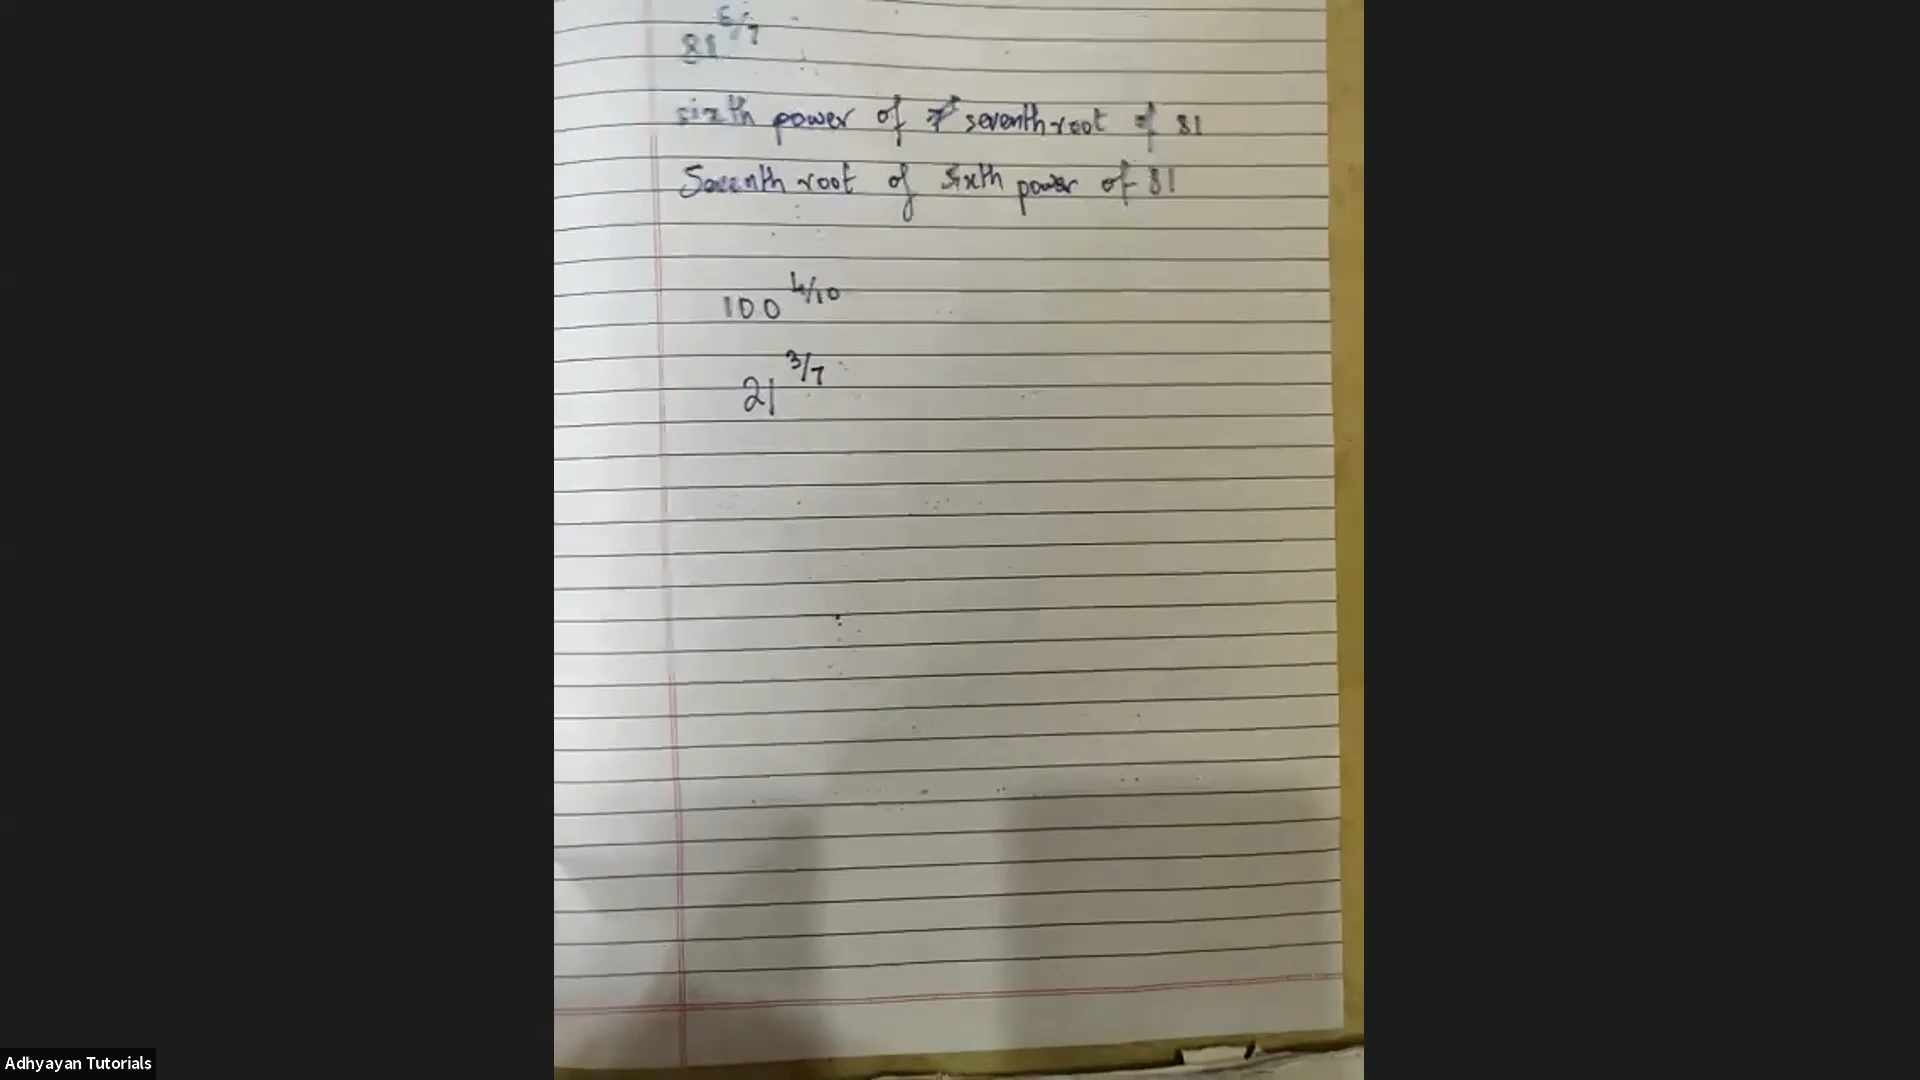 81^6/7
sixth power of seventh root of 81
Seventh root of sixth power of 81
100^4/10
21^3/7
Adhyayan Tutorials